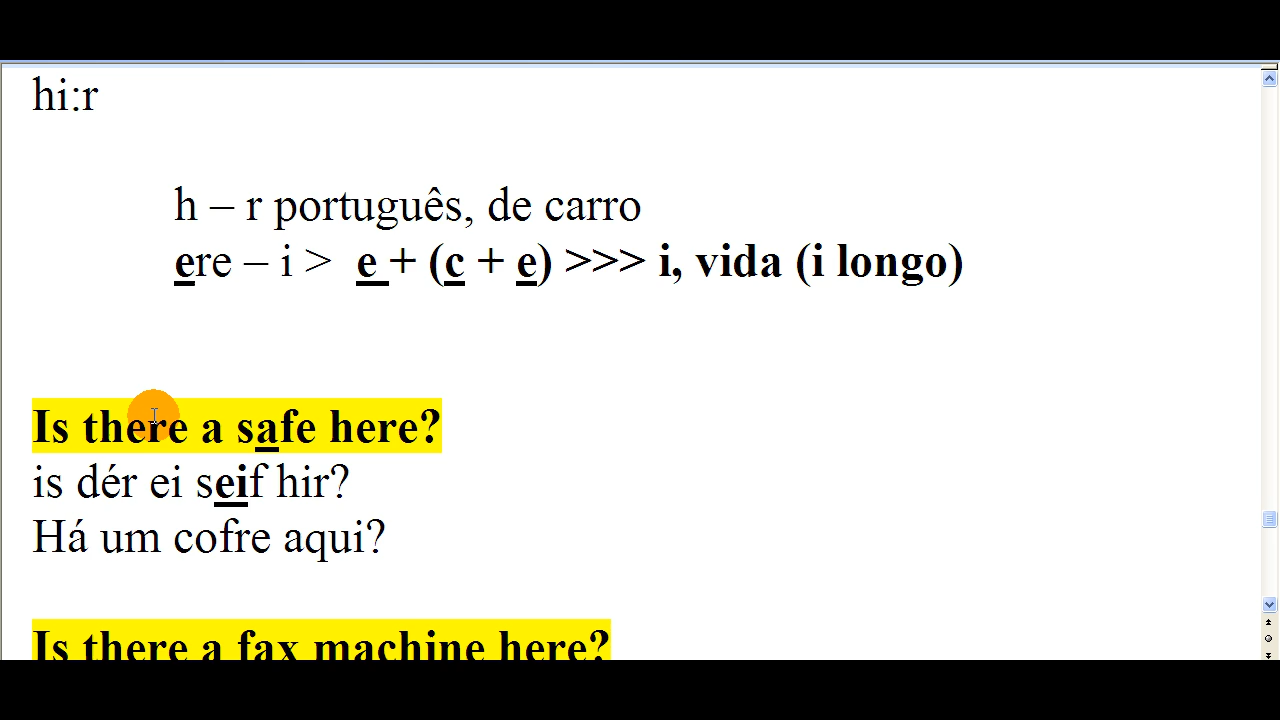 hi:r
h – r português, de carro
ere – i > e + (c + e) >>> i, vida (i longo)
Is there a safe here?
is dér ei seif hir?
Há um cofre aqui?
Is there a fax machine here?